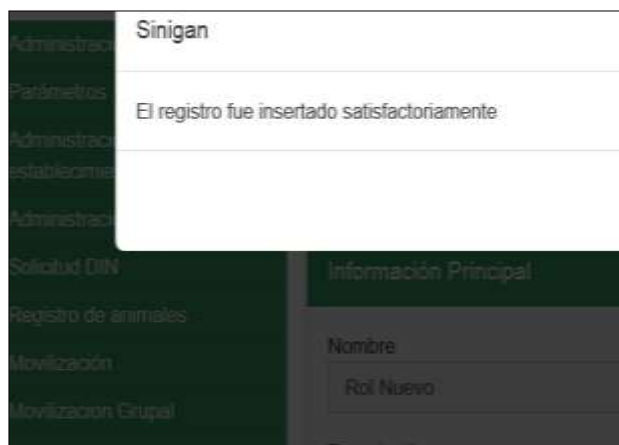 Sinigan
El registro fue insertado satisfactoriamente
Parámetros
Solicitud DIN
Registro de animales
Movilización
Movilizacion Grupal
Información Principal
Nombre
Rol Nuevo